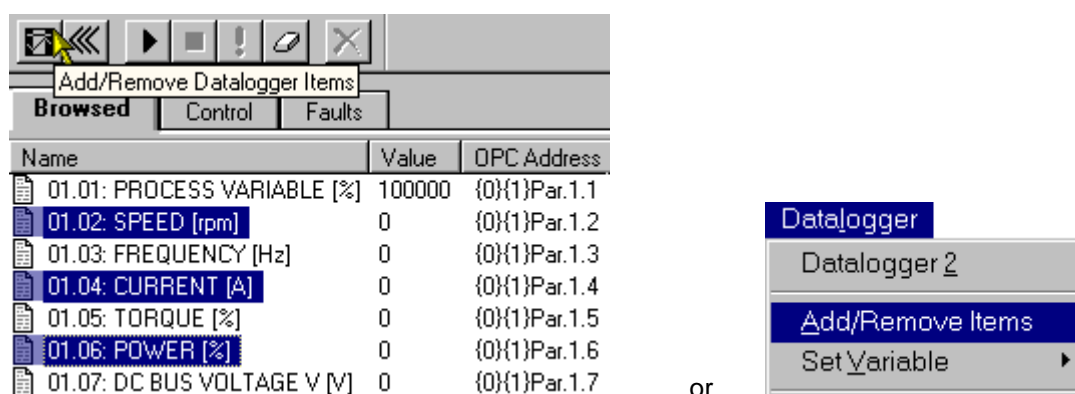 Add/Remove Datalogger Items
Browsed Control Faults
Name Value OPC Address
01.01: PROCESS VARIABLE [%] 100000 {0}{1}Par.1.1
01.02: SPEED [rpm] 0 {0}{1}Par.1.2
01.03: FREQUENCY [Hz] 0 {0}{1}Par.1.3
01.04: CURRENT [A] 0 {0}{1}Par.1.4
01.05: TORQUE [%] 0 {0}{1}Par.1.5
01.06: POWER [%] 0 {0}{1}Par.1.6
01.07: DC BUS VOLTAGE V [V] 0 {0}{1}Par.1.7
or
Datalogger
Datalogger 2
Add/Remove Items
Set Variable